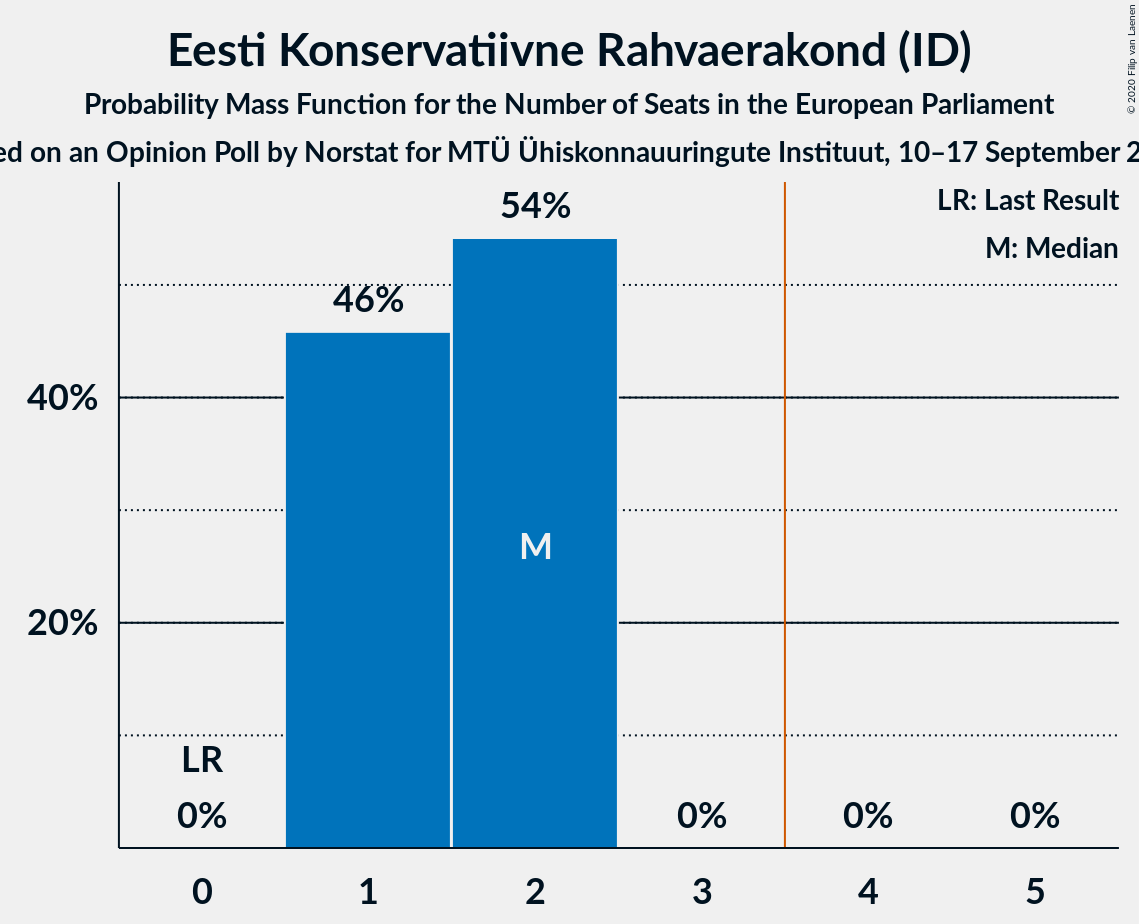 Eesti Konservatiivne Rahvaerakond (ID)
Probability Mass Function for the Number of Seats in the European Parliament
on an Opinion Poll by Norstat for MTÜ Ühiskonnauuringute Instituut, 10–17 September
© 2020 Filip van Laenen
LR: Last Result
M: Median
54%
46%
40%
M
20%
LR
0%
0%
0%
0%
0
1
2
3
4
5